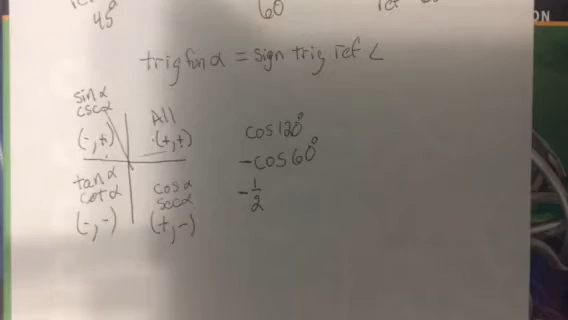 45°
60
trig fun α = sign trig ref ∠
sin α
csc α
All
(-,+)
(+,+)
tan α
cot α
cos α
sec α
(-,-)
(+,-)
cos 120°
-cos 60°
-1/2
ON